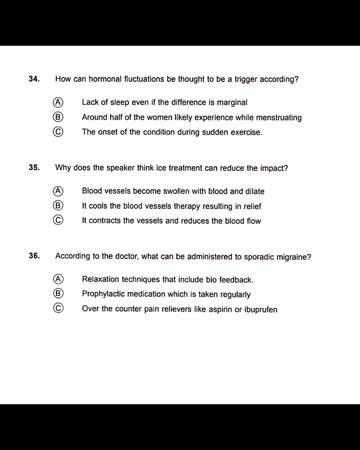 34. How can hormonal fluctuations be thought to be a trigger according?
A Lack of sleep even if the difference is marginal
B Around half of the women likely experience while menstruating
C The onset of the condition during sudden exercise.
35. Why does the speaker think ice treatment can reduce the impact?
A Blood vessels become swollen with blood and dilate
B It cools the blood vessels therapy resulting in relief
C It contracts the vessels and reduces the blood flow
36. According to the doctor, what can be administered to sporadic migraine?
A Relaxation techniques that include bio feedback.
B Prophylactic medication which is taken regularly
C Over the counter pain relievers like aspirin or ibuprufen